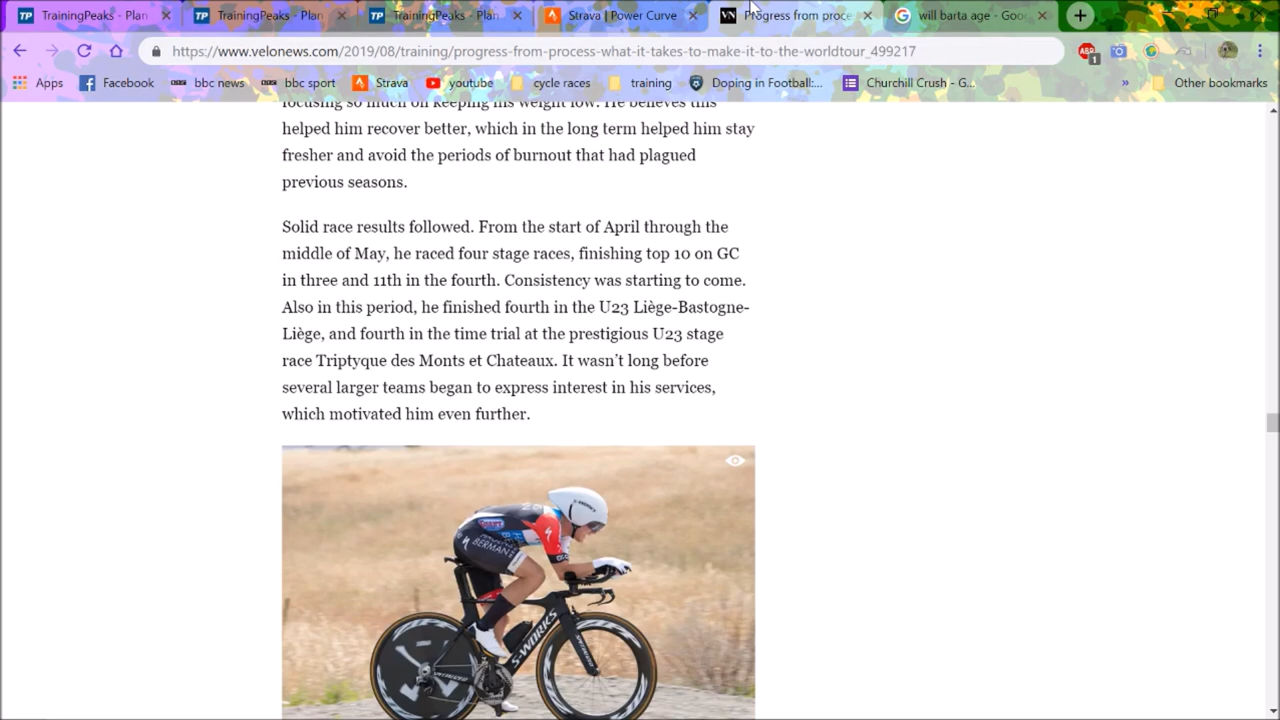 TrainingPeaks - Plan
TrainingPeaks - Plan
TrainingPeaks - Plan
Strava | Power Curve
Progress from proce
will barta age - Goo
https://www.velonews.com/2019/08/training/progress-from-process-what-it-takes-to-make-it-to-the-worldtour_499217
Apps
Facebook
bbc news
bbc sport
Strava
youtube
cycle races
training
Doping in Football:...
Churchill Crush - G...
Other bookmarks
focusing so much on keeping his weight low. He believes this
helped him recover better, which in the long term helped him stay
fresher and avoid the periods of burnout that had plagued
previous seasons.
Solid race results followed. From the start of April through the
middle of May, he raced four stage races, finishing top 10 on GC
in three and 11th in the fourth. Consistency was starting to come.
Also in this period, he finished fourth in the U23 Liège-Bastogne-
Liège, and fourth in the time trial at the prestigious U23 stage
race Triptyque des Monts et Chateaux. It wasn't long before
several larger teams began to express interest in his services,
which motivated him even further.
BERMAN
S-WORKS